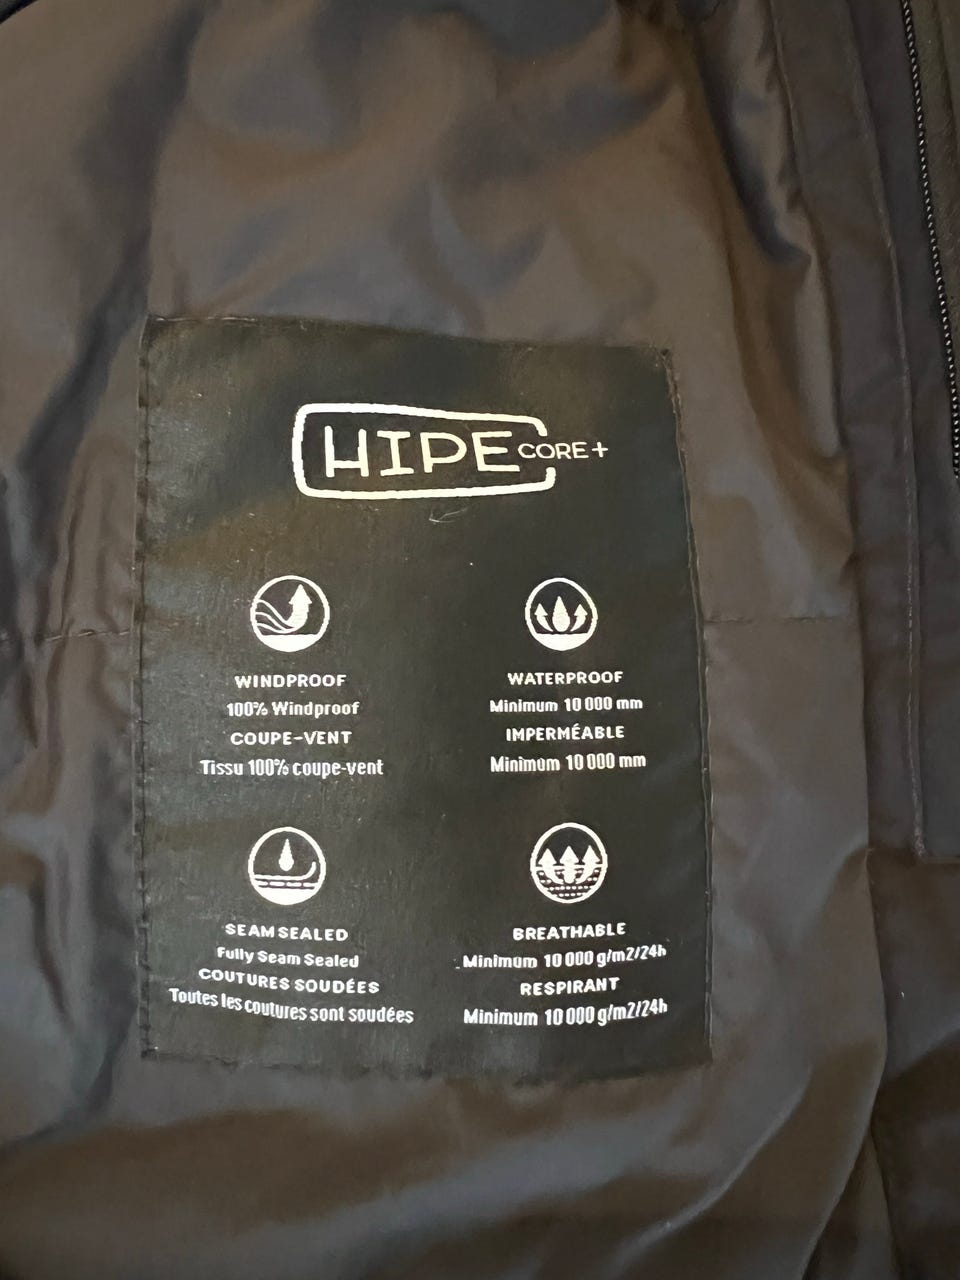 HIPE CORE+
WINDPROOF
100% Windproof
COUPE-VENT
Tissu 100% coupe-vent
WATERPROOF
Minimum 10 000 mm
IMPERMÉABLE
Minimum 10 000 mm
SEAM SEALED
Fully Seam Sealed
COUTURES SOUDÉES
Toutes les coutures sont soudées
BREATHABLE
Minimum 10 000 g/m2/24h
RESPIRANT
Minimum 10 000 g/m2/24h